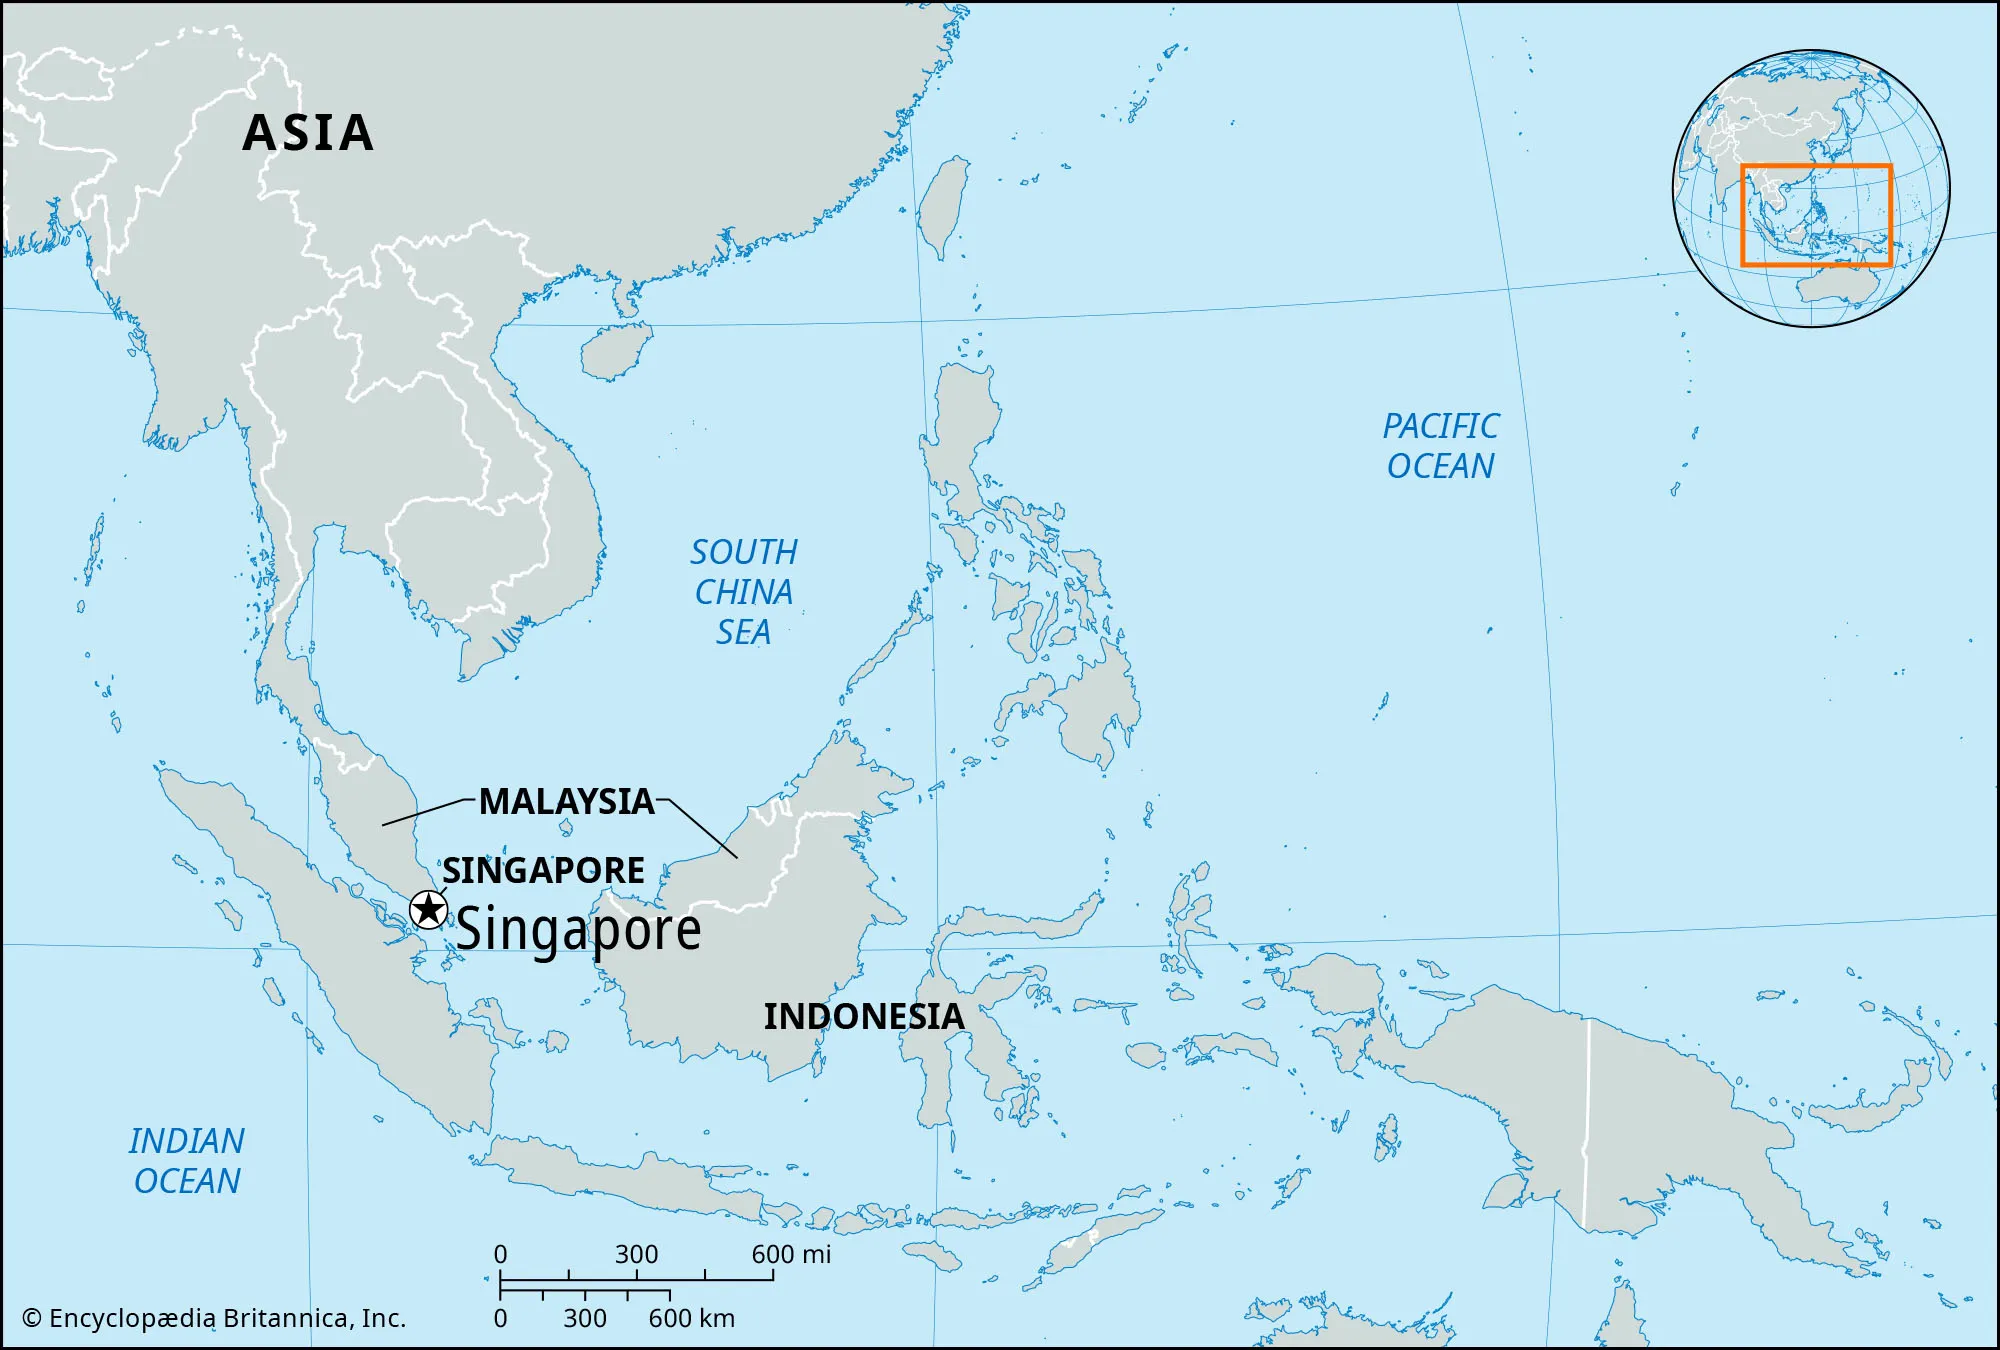 ASIA
PACIFIC
OCEAN
SOUTH
CHINA
SEA
MALAYSIA
SINGAPORE
Singapore
INDONESIA
INDIAN
OCEAN
0 300 600 mi
0 300 600 km
© Encyclopædia Britannica, Inc.